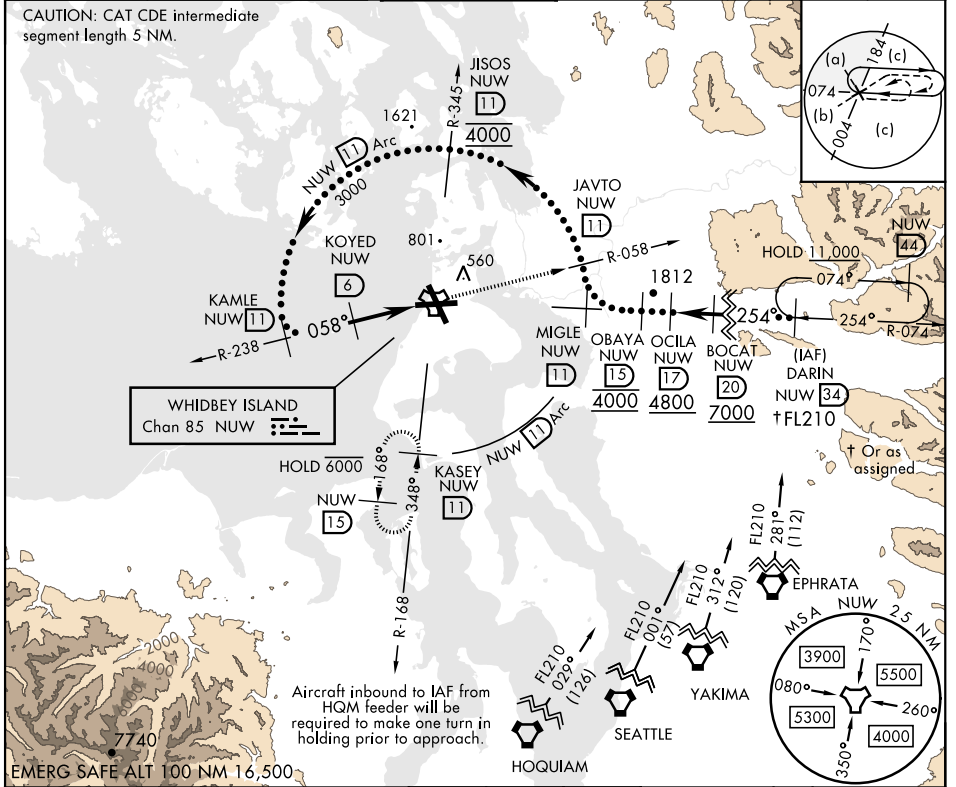 CAUTION: CAT CDE intermediate
segment length 5 NM.
JISOS
NUW
11
4000
R-345
1621
NUW 11 Arc
3000
(a)
184
(c)
074
(b)
004
(c)
JAVTO
NUW
11
KOYED
NUW
6
801
560
R-058
1812
NUW
44
HOLD 11,000
074°
254°
R-074
KAMLE
NUW 11
058°
R-238
254°
MIGLE
NUW
11
OBAYA
NUW
15
4000
OCILA
NUW
17
4800
BOCAT
NUW
20
7000
(IAF)
DARIN
NUW 34
†FL210
† Or as
assigned
WHIDBEY ISLAND
Chan 85 NUW
NUW 11 Arc
HOLD 6000
168°
348°
KASEY
NUW
11
NUW
15
R-168
Aircraft inbound to IAF from
HQM feeder will be
required to make one turn in
holding prior to approach.
FL210
029°
(126)
HOQUIAM
FL210
001°
(57)
SEATTLE
FL210
312°
(120)
YAKIMA
FL210
281°
(112)
EPHRATA
MSA NUW 25 NM
170°
3900
5500
080°
260°
5300
4000
350°
2000
4000
6000
7740
EMERG SAFE ALT 100 NM 16,500